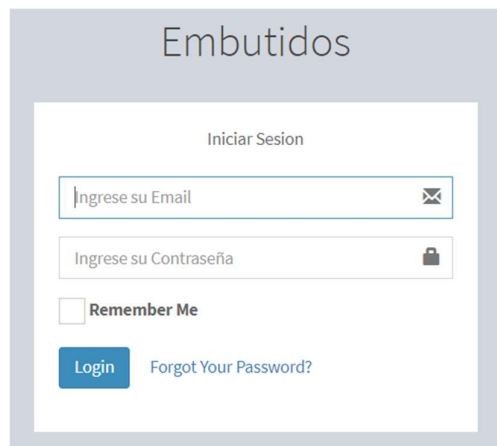 Embutidos
Iniciar Sesion
Ingrese su Email
Ingrese su Contraseña
Remember Me
Login Forgot Your Password?